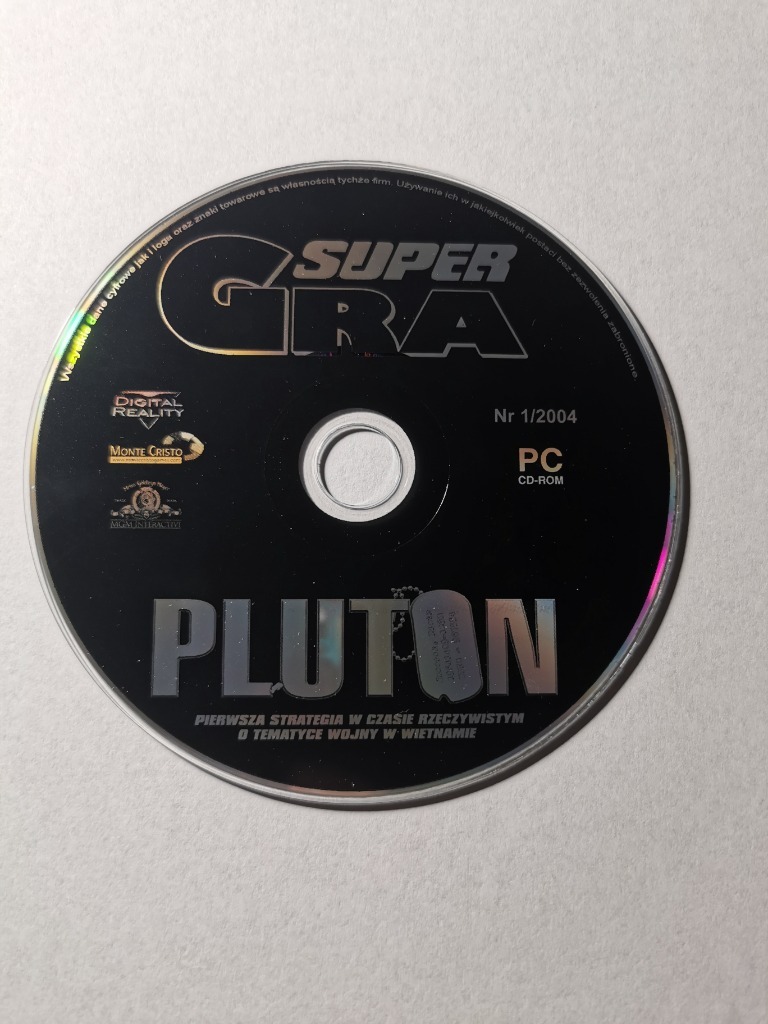 Wszystkie dane cyfrowe jak i logo oraz znaki towarowe są własnością tychże firm. Używanie ich w jakiejkolwiek postaci bez zezwolenia zabronione.
SUPER
GRA
DIGITAL
REALITY
Nr 1/2004
MONTE CRISTO
PC
CD-ROM
MGM INTERACTIVE
PLUTON
PIERWSZA STRATEGIA W CZASIE RZECZYWISTYM
O TEMATYCE WOJNY W WIETNAMIE